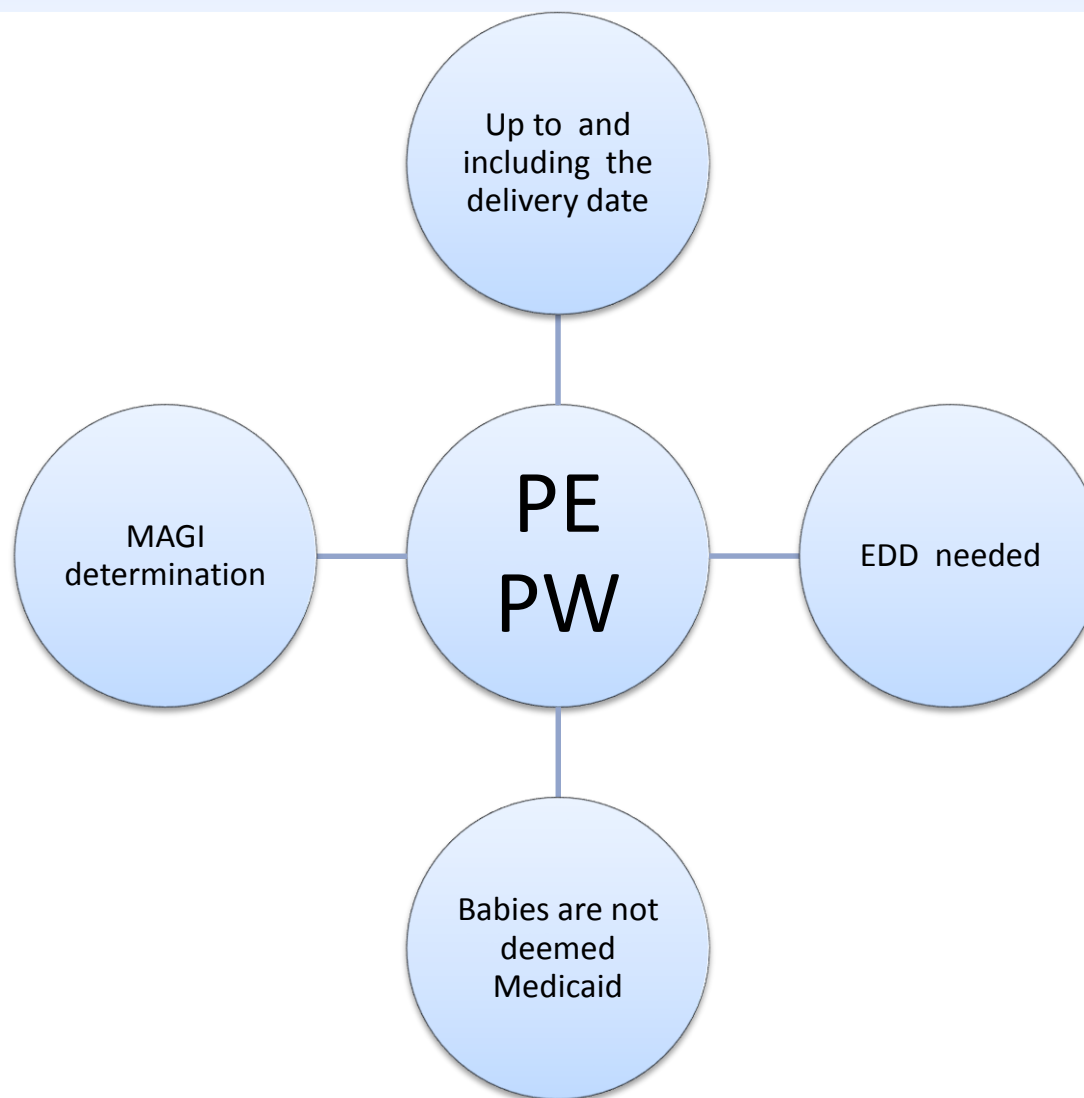 Up to and
including the
delivery date
MAGI
determination
PE
PW
EDD needed
Babies are not
deemed
Medicaid